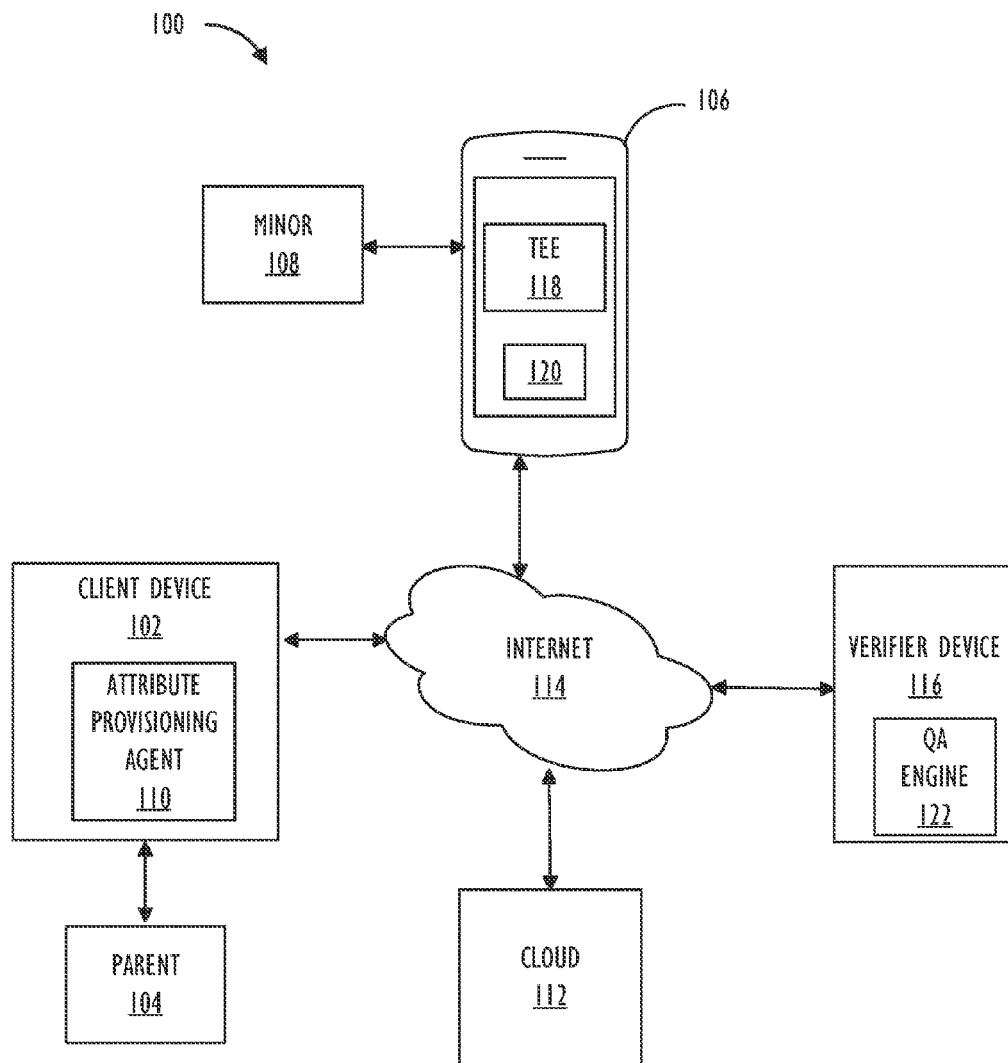 100
106
MINOR
108
TEE
118
120
CLIENT DEVICE
102
ATTRIBUTE
PROVISIONING
AGENT
110
INTERNET
114
VERIFIER DEVICE
116
QA
ENGINE
122
PARENT
104
CLOUD
112